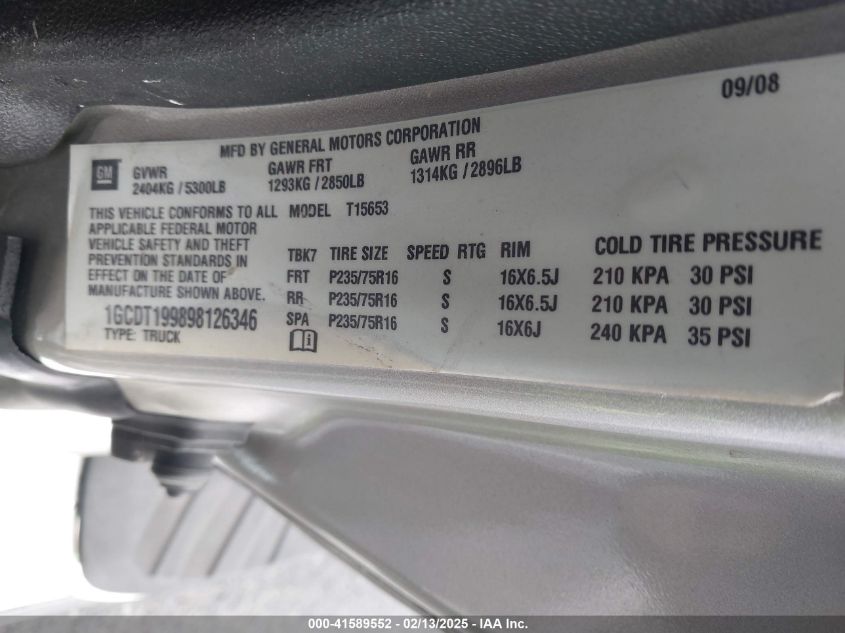 09/08
MFD BY GENERAL MOTORS CORPORATION
GM
GVWR GAWR FRT GAWR RR
2404KG / 5300LB 1293KG / 2850LB 1314KG / 2896LB
THIS VEHICLE CONFORMS TO ALL
APPLICABLE FEDERAL MOTOR
VEHICLE SAFETY AND THEFT
PREVENTION STANDARDS IN
EFFECT ON THE DATE OF
MANUFACTURE SHOWN ABOVE.
1GCDT199898126346
TYPE: TRUCK
MODEL T15653
TBK7 TIRE SIZE SPEED RTG RIM COLD TIRE PRESSURE
FRT P235/75R16 S 16X6.5J 210 KPA 30 PSI
RR P235/75R16 S 16X6.5J 210 KPA 30 PSI
SPA P235/75R16 S 16X6J 240 KPA 35 PSI
000-41589552 - 02/13/2025 - IAAI.com. Copyright 2025 IAA, Inc.